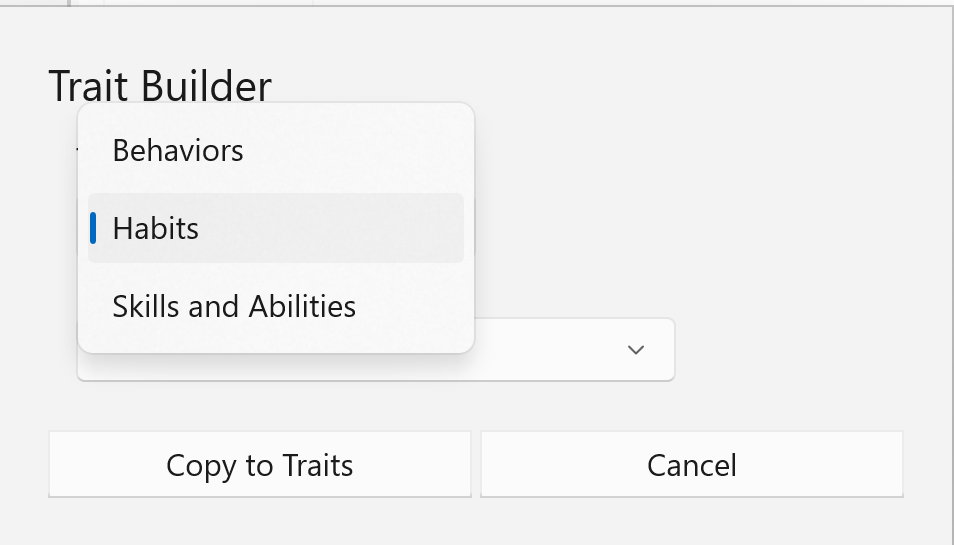 Trait Builder
Behaviors
Habits
Skills and Abilities
Copy to Traits
Cancel